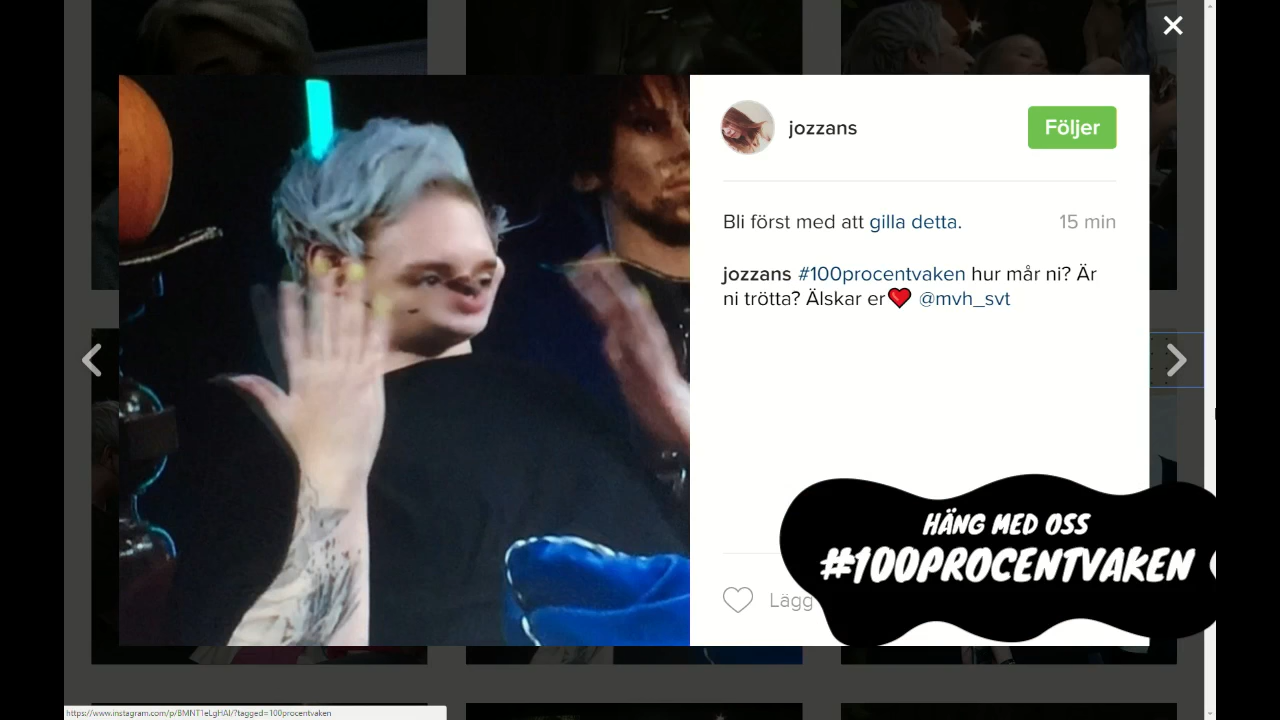 jozzans
Följer
Bli först med att gilla detta.
15 min
jozzans #100procentvaken hur mår ni? Är
ni trötta? Älskar er❤️ @mvh_svt
HÄNG MED OSS
#100PROCENTVAKEN
Lägg
https://www.instagram.com/p/BMNT1eLgHAI/?tagged=100procentvaken